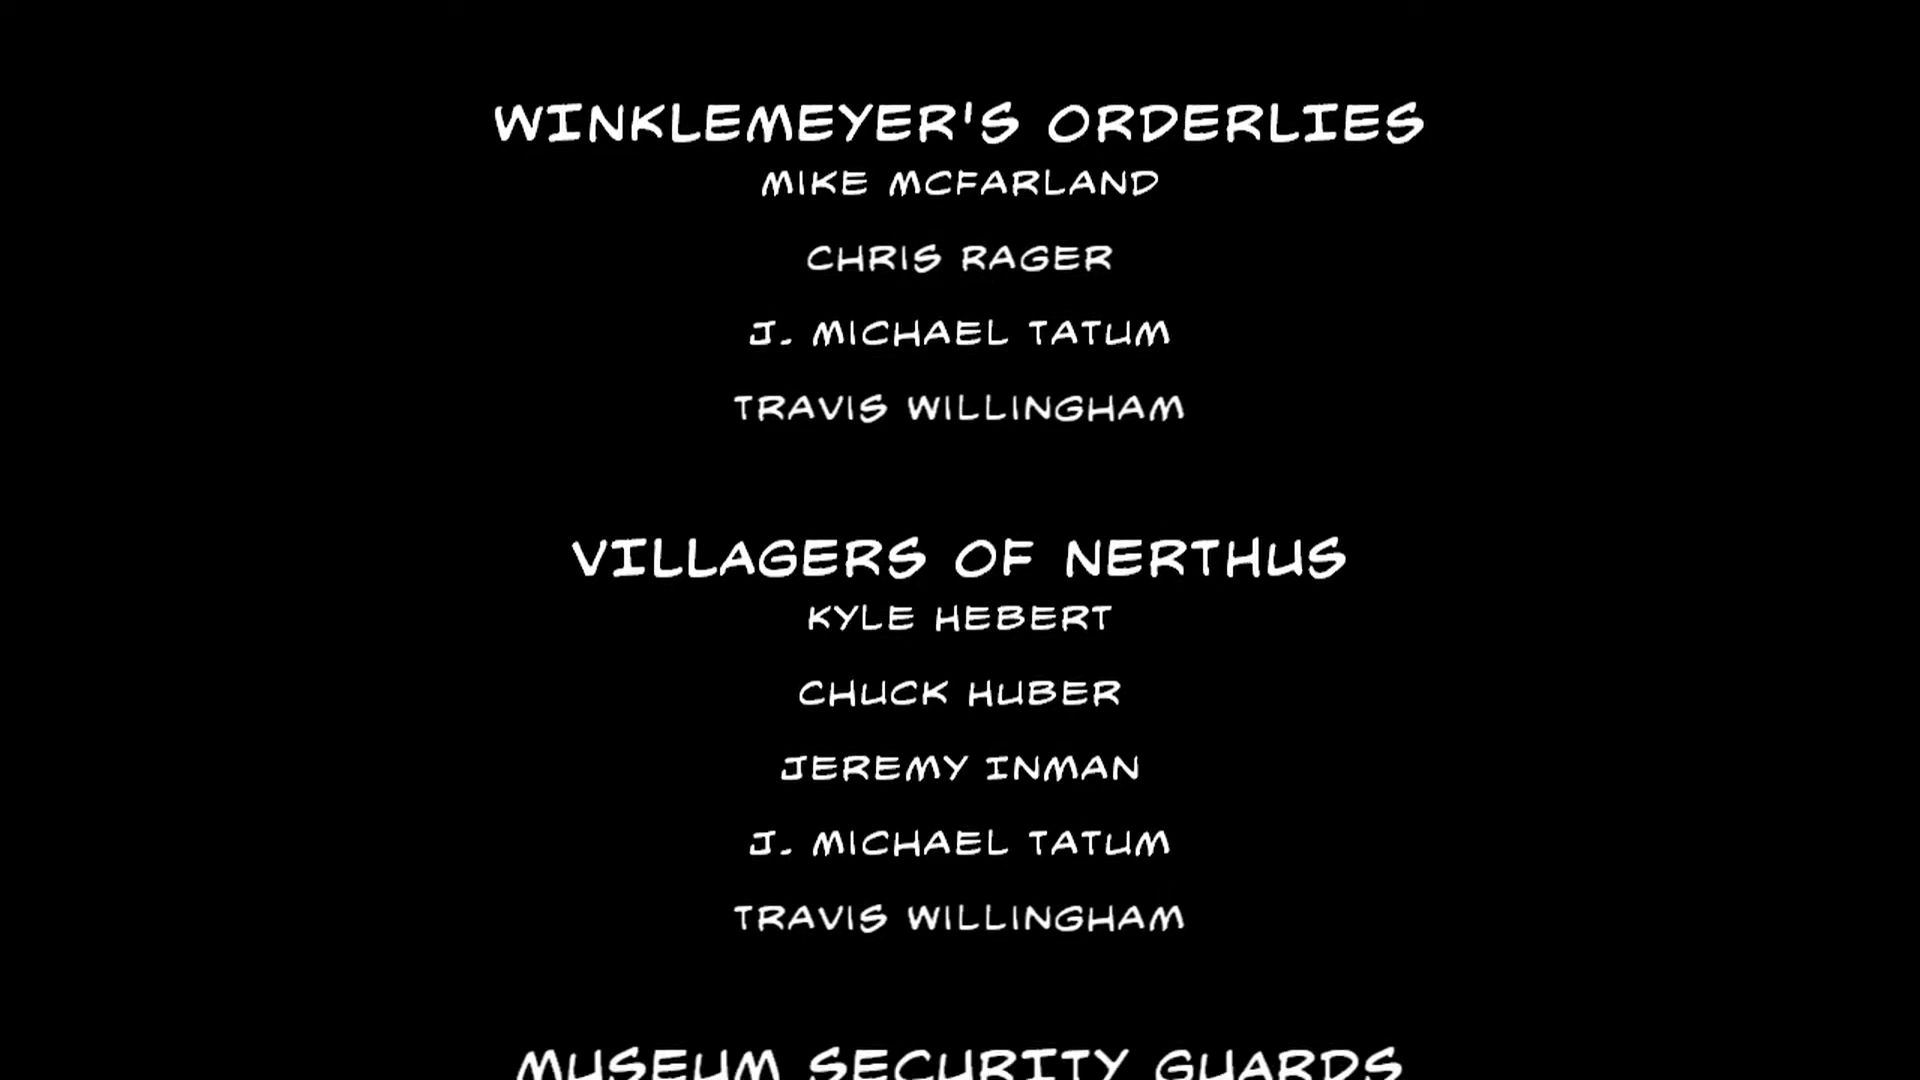 WINKLEMEYER'S ORDERLIES
MIKE MCFARLAND
CHRIS RAGER
J. MICHAEL TATUM
TRAVIS WILLINGHAM
VILLAGERS OF NERTHUS
KYLE HEBERT
CHUCK HUBER
JEREMY INMAN
J. MICHAEL TATUM
TRAVIS WILLINGHAM
MUSEUM SECURITY GUARDS